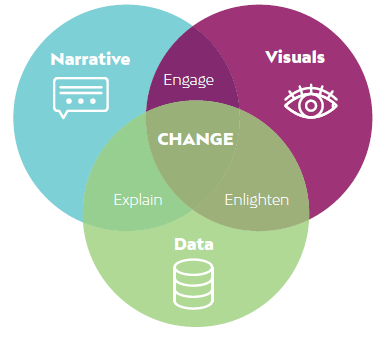 Narrative
Visuals
Engage
CHANGE
Explain
Enlighten
Data